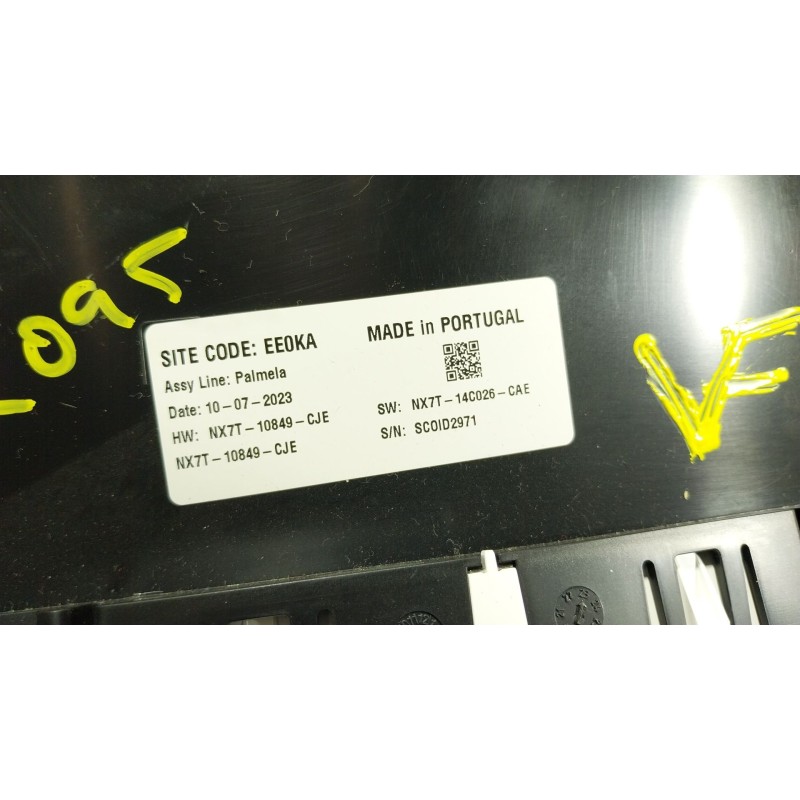 SITE CODE: EE0KA
Assy Line: Palmela
Date: 10-07-2023
HW: NX7T-10849-CJE
NX7T-10849-CJE
MADE in PORTUGAL
SW: NX7T-14C026-CAE
S/N: SCOID2971